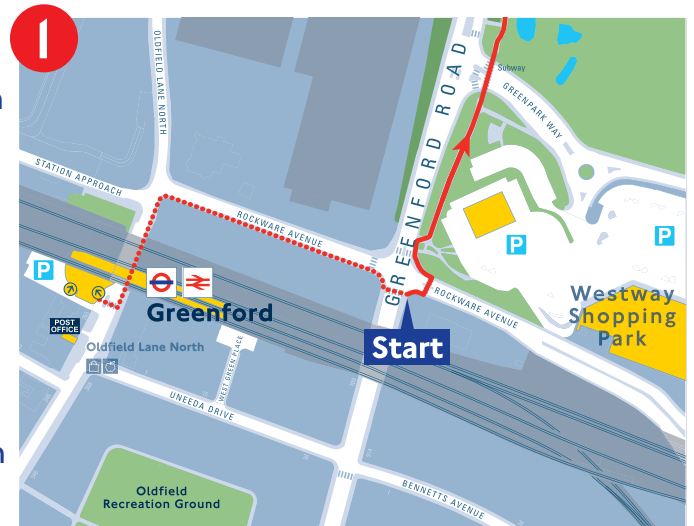 1
n
OLDFIELD LANE NORTH
GREENFORD ROAD
Subway
GREENPARK WAY
STATION APPROACH
ROCKWARE AVENUE
P
P
P
ROCKWARE AVENUE
Westway
Shopping
Park
Greenford
Start
POST
OFFICE
Oldfield Lane North
WEST GREEN PLACE
UNEEDA DRIVE
n
BENNETTS AVENUE
Oldfield
Recreation Ground